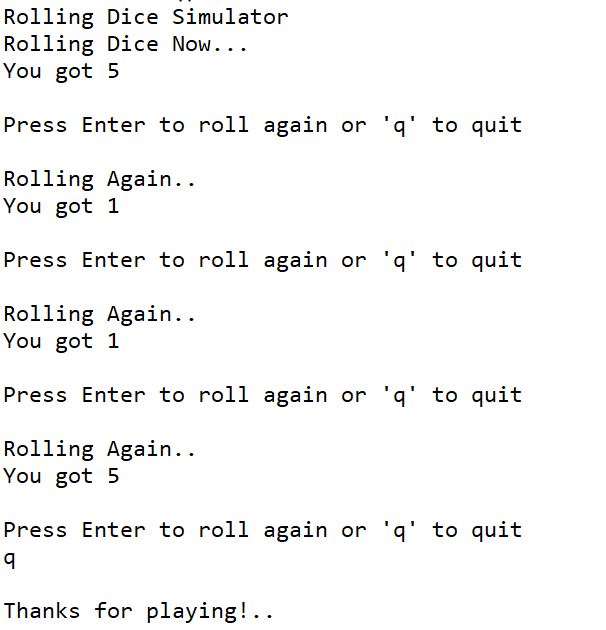 Rolling Dice Simulator
Rolling Dice Now...
You got 5
Press Enter to roll again or 'q' to quit
Rolling Again..
You got 1
Press Enter to roll again or 'q' to quit
Rolling Again..
You got 1
Press Enter to roll again or 'q' to quit
Rolling Again..
You got 5
Press Enter to roll again or 'q' to quit
q
Thanks for playing!..